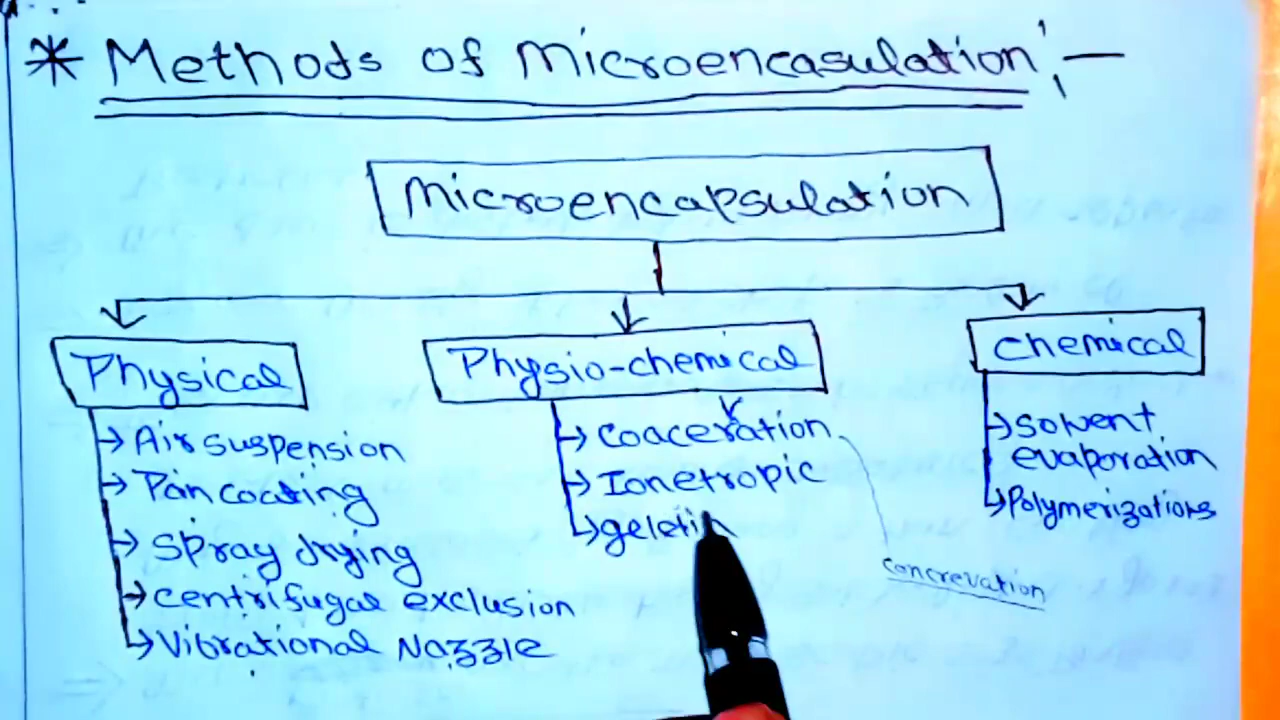 * Methods of Microencasulation :-
Microencapsulation
Physical
→ Air suspension
→ Pan coating
→ Spray drying
→ centrifugal exclusion
→ Vibrational Nazzle
Physio-chemical
→ Coaceration
→ Ionetropic
→ geletin
concrevation
chemical
→ solvent
evaporation
→ Polymerizations